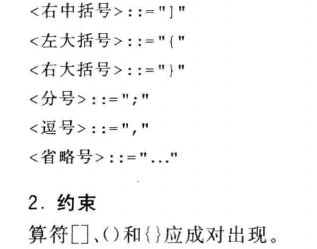 <右中括号>::="]"
<左大括号>::="{"
<右大括号>::="}"
<分号>::=";"
<逗号>::=","
<省略号>::="…"
2. 约束
算符[]、()和{}应成对出现。